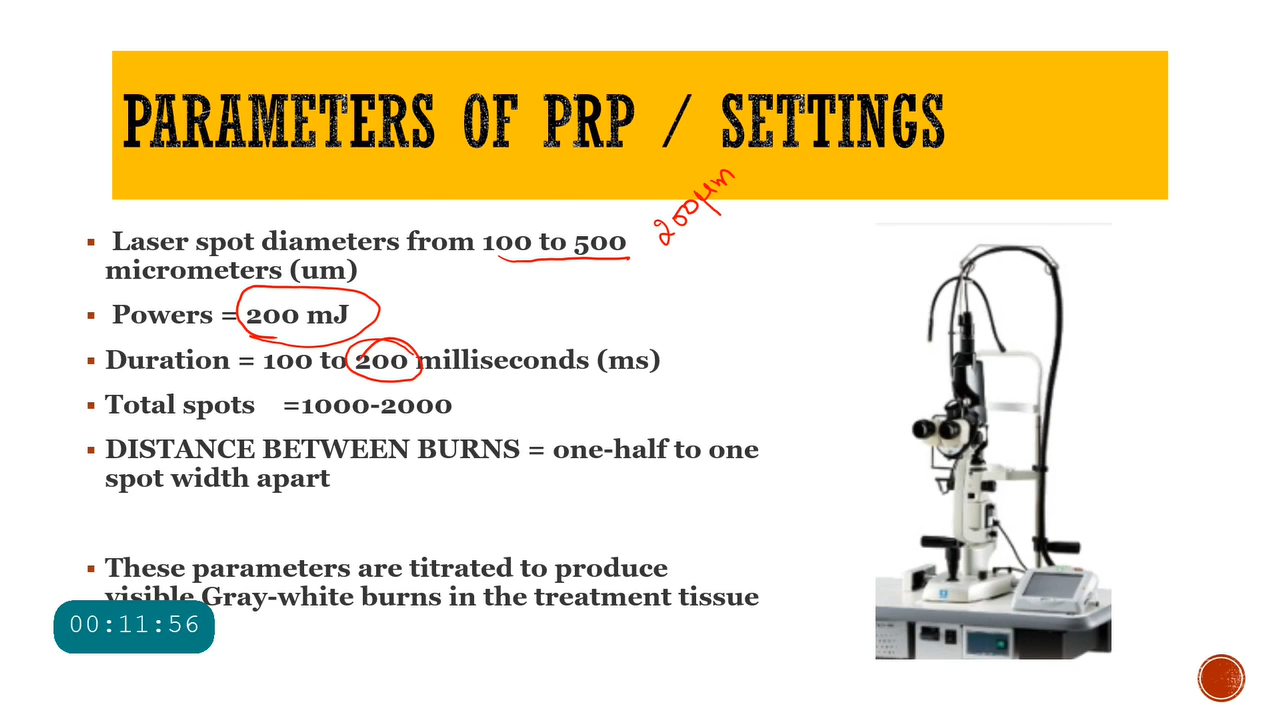 PARAMETERS OF PRP / SETTINGS
200μm
Laser spot diameters from 100 to 500
micrometers (um)
Powers = 200 mJ
Duration = 100 to 200 milliseconds (ms)
Total spots =1000-2000
DISTANCE BETWEEN BURNS = one-half to one
spot width apart
These parameters are titrated to produce
visible Gray-white burns in the treatment tissue
00:11:56